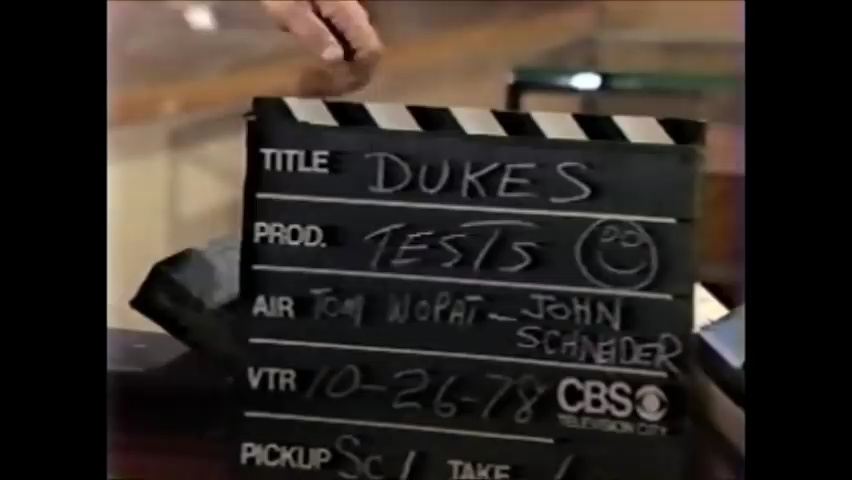 TITLE DUKES
PROD. TESTS
AIR TOM WOPAT - JOHN
SCHNEIDER
VTR 10-26-78 CBS
TELEVISION CITY
PICKUP SC 1 TAKE 1